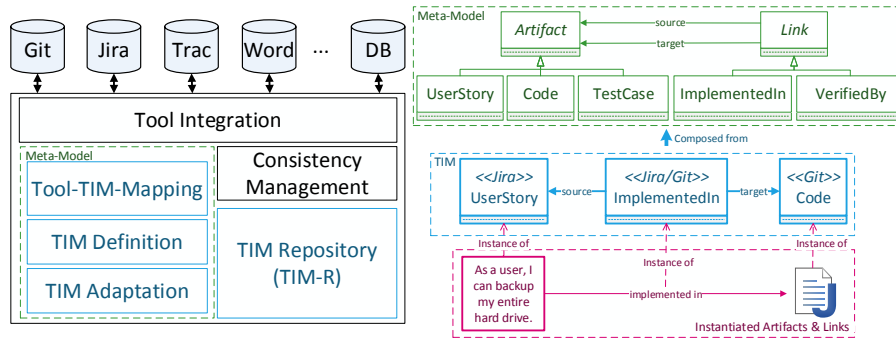 Git
Jira
Trac
Word
...
DB
Tool Integration
Meta-Model
Tool-TIM-Mapping
TIM Definition
TIM Adaptation
Consistency
Management
TIM Repository
(TIM-R)
Meta-Model
Artifact
source
target
Link
UserStory
Code
TestCase
ImplementedIn
VerifiedBy
Composed from
TIM
<<Jira>>
UserStory
source
<<Jira/Git>>
ImplementedIn
target
<<Git>>
Code
Instance of
Instance of
Instance of
As a user, I
can backup
my entire
hard drive.
implemented in
J
Instantiated Artifacts & Links